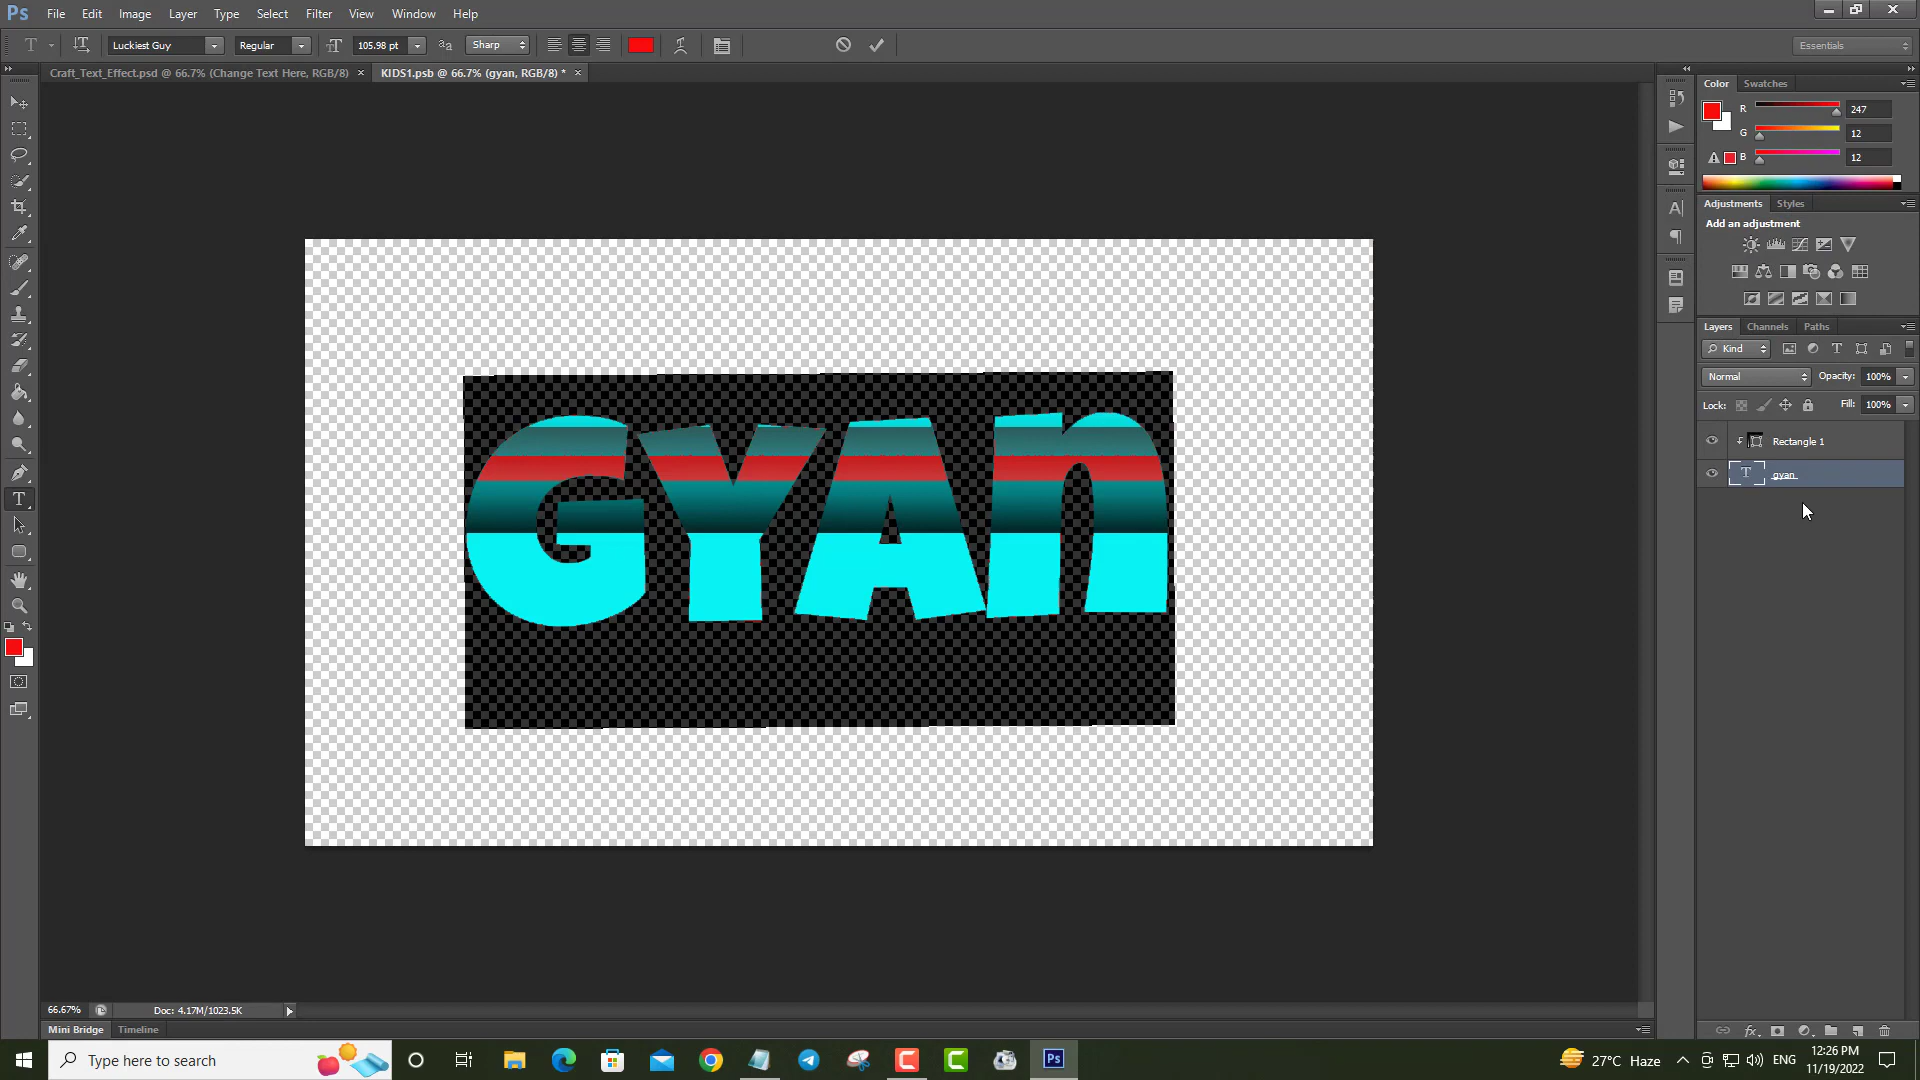 Ps File Edit Image Layer Type Select Filter View Window Help
T Luckiest Guy Regular 105.98 pt Sharp Essentials
Craft_Text_Effect.psd @ 66.7% (Change Text Here, RGB/8) × KIDS1.psb @ 66.7% (gyan, RGB/8) * ×
Color Swatches
R 247
G 12
B 12
Adjustments Styles
Add an adjustment
Layers Channels Paths
Kind
Normal Opacity: 100%
Lock: Fill: 100%
Rectangle 1
gyan
GYAn
66.67% Doc: 4.17M/1023.5K
Mini Bridge Timeline
Type here to search
27°C Haze ENG 12:26 PM
11/19/2022